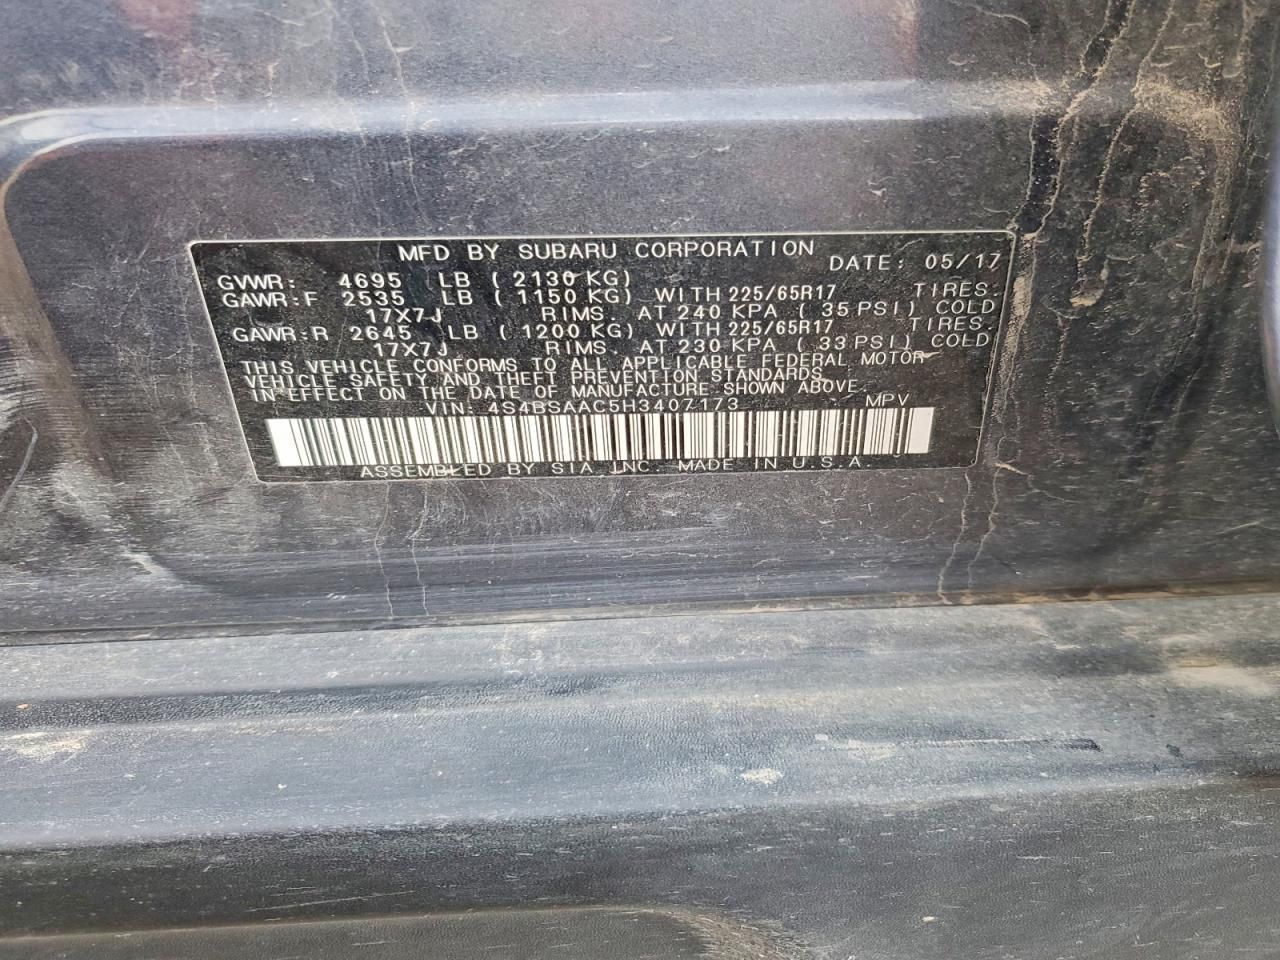 MFD BY SUBARU CORPORATION
GVWR: 4695 LB ( 2130 KG) DATE: 05/17
GAWR:F 2535 LB ( 1150 KG) WITH 225/65R17 TIRES.
17X7J RIMS. AT 240 KPA ( 35 PSI) COLD
GAWR:R 2645 LB ( 1200 KG) WITH 225/65R17 TIRES.
17X7J RIMS. AT 230 KPA ( 33 PSI) COLD
THIS VEHICLE CONFORMS TO ALL APPLICABLE FEDERAL MOTOR
VEHICLE SAFETY AND THEFT PREVENTION STANDARDS
IN EFFECT ON THE DATE OF MANUFACTURE SHOWN ABOVE.
VIN: 4S4BSAAC5H3407173 MPV
ASSEMBLED BY SIA INC. MADE IN U.S.A.